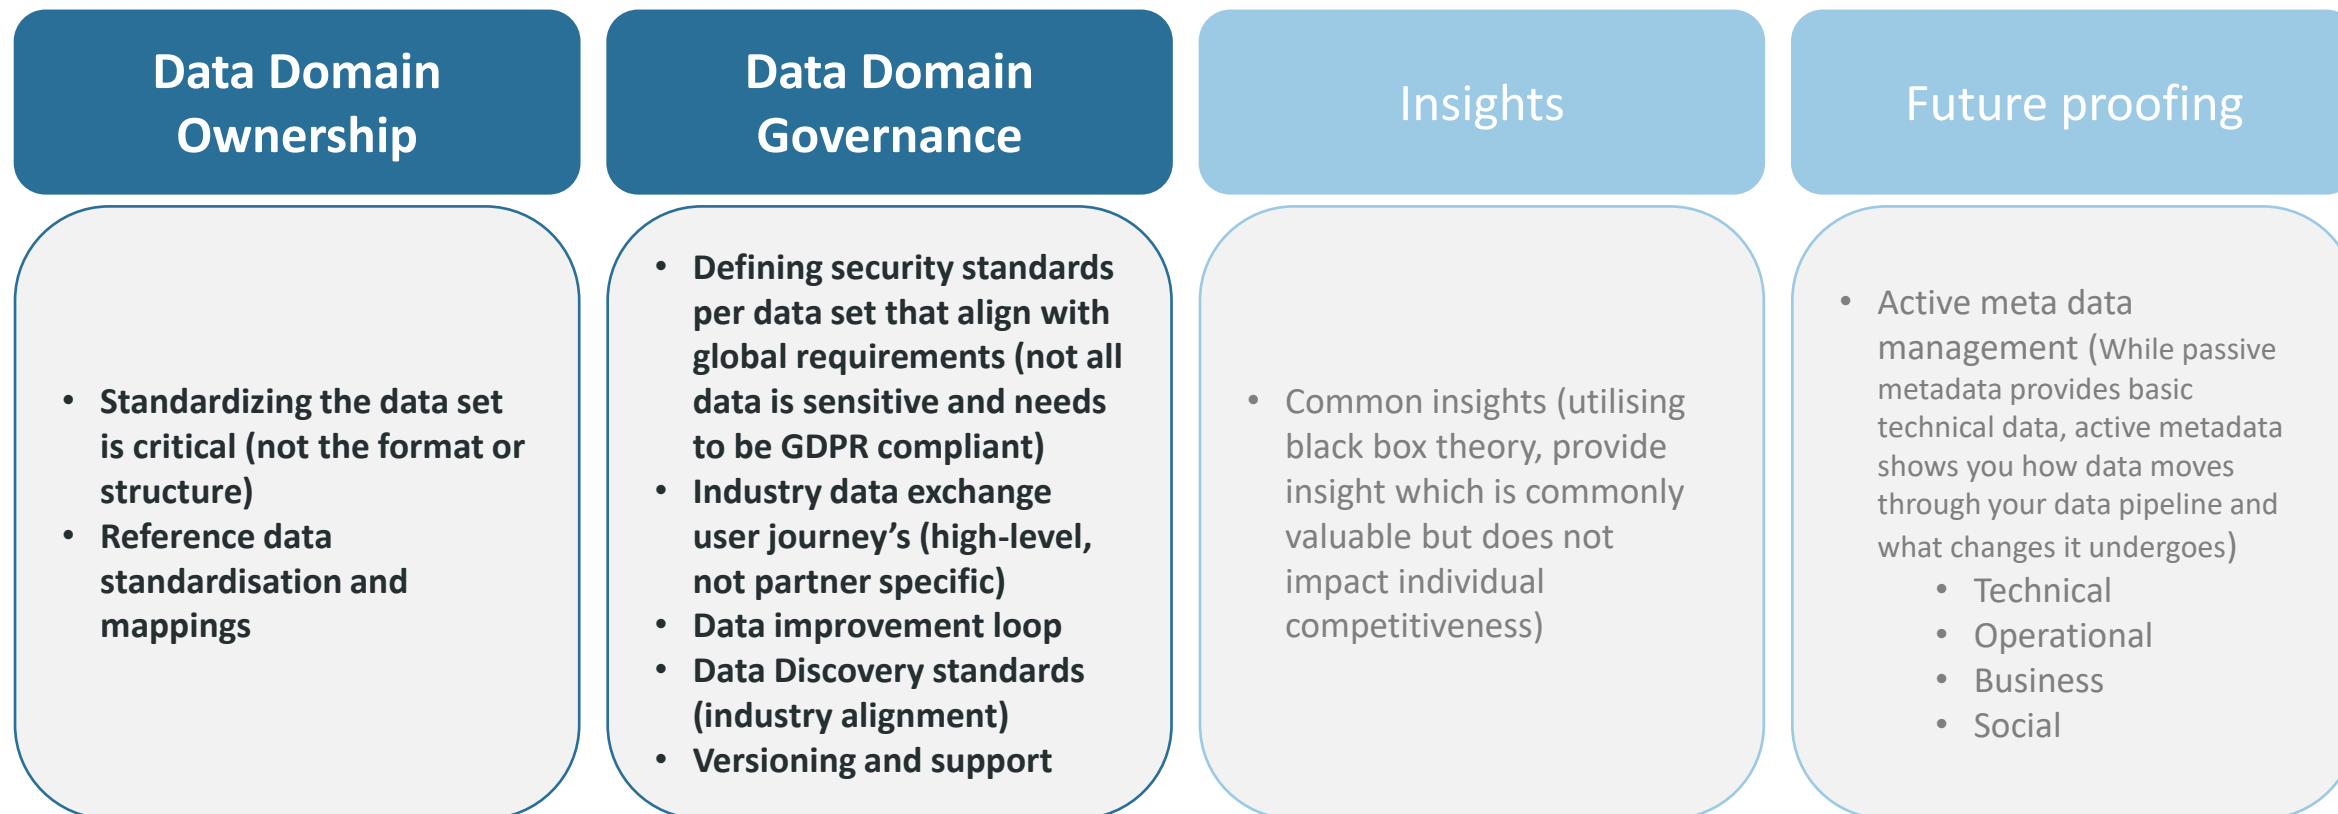 Data Domain
Ownership
• Standardizing the data set
is critical (not the format or
structure)
• Reference data
standardisation and
mappings
Data Domain
Governance
• Defining security standards
per data set that align with
global requirements (not all
data is sensitive and needs
to be GDPR compliant)
• Industry data exchange
user journey’s (high-level,
not partner specific)
• Data improvement loop
• Data Discovery standards
(industry alignment)
• Versioning and support
Insights
• Common insights (utilising
black box theory, provide
insight which is commonly
valuable but does not
impact individual
competitiveness)
Future proofing
• Active meta data
management (While passive
metadata provides basic
technical data, active metadata
shows you how data moves
through your data pipeline and
what changes it undergoes)
• Technical
• Operational
• Business
• Social